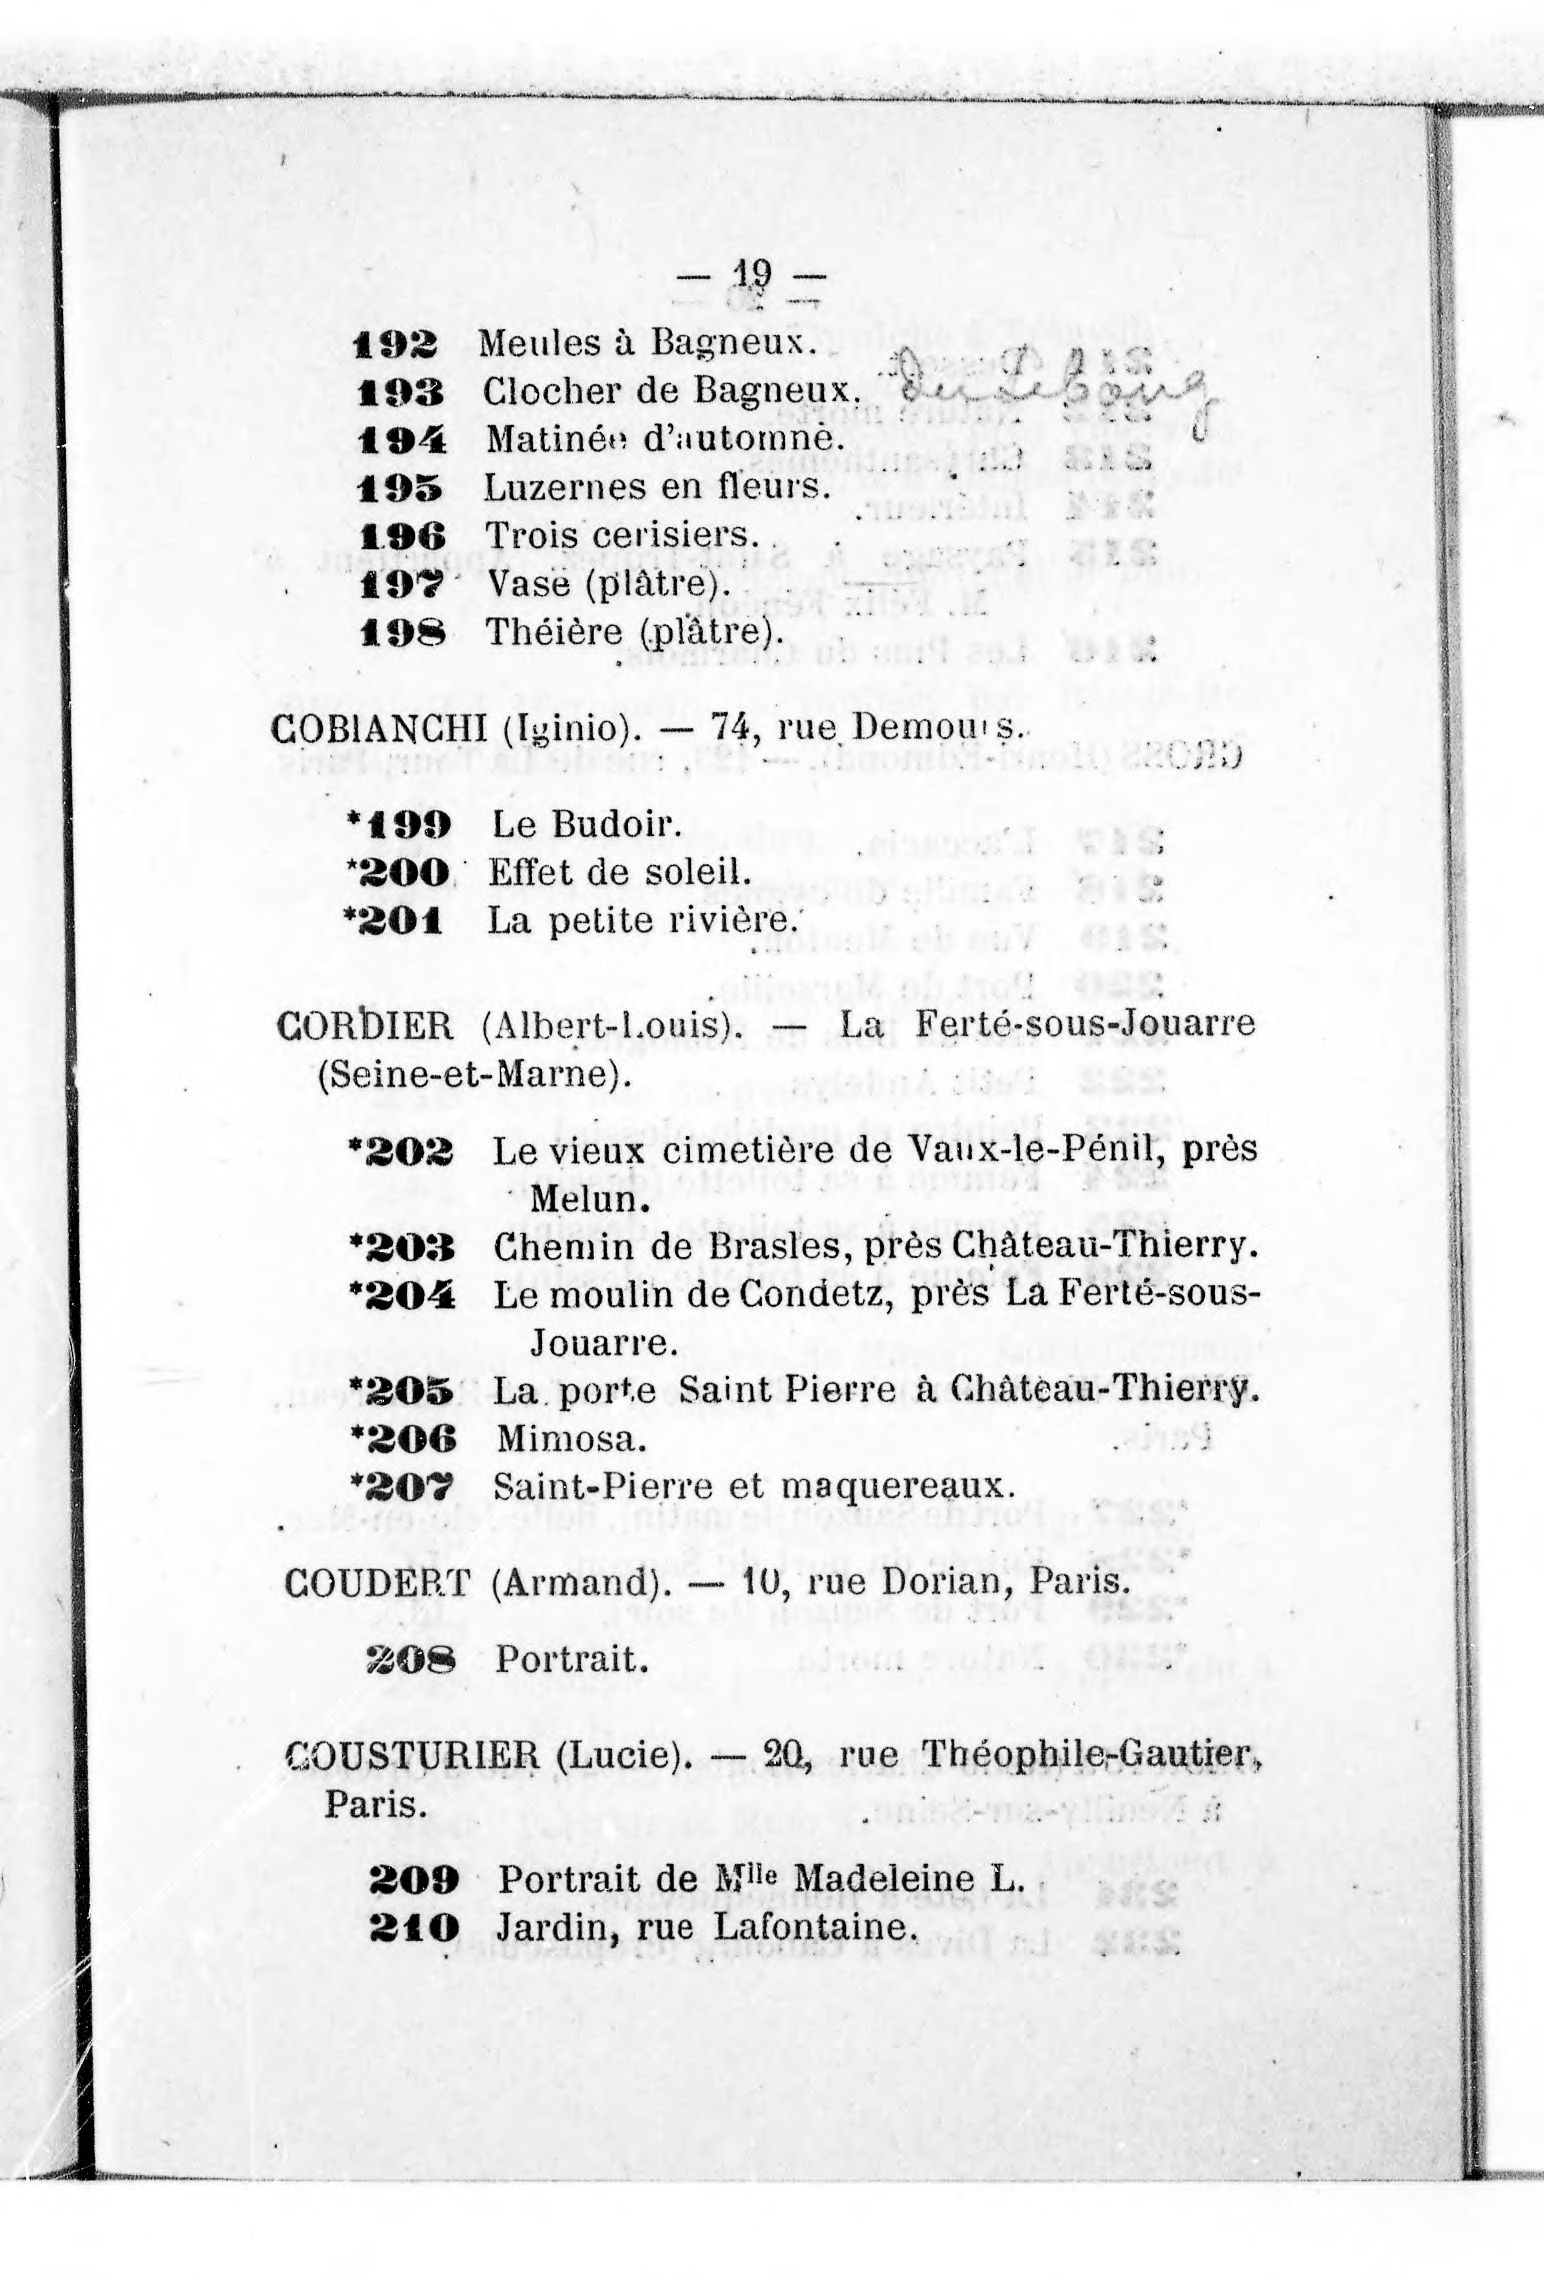 — 19 —
192 Meules à Bagneux.
193 Clocher de Bagneux.
194 Matinée d'automne.
195 Luzernes en fleurs.
196 Trois cerisiers.
197 Vase (plâtre).
198 Théière (plâtre).
COBIANCHI (Iginio). — 74, rue Demours.
*199 Le Budoir.
*200 Effet de soleil.
*201 La petite rivière.
CORDIER (Albert-Louis). — La Ferté-sous-Jouarre
(Seine-et-Marne).
*202 Le vieux cimetière de Vaux-le-Pénil, près
Melun.
*203 Chemin de Brasles, près Château-Thierry.
*204 Le moulin de Condetz, près La Ferté-sous-
Jouarre.
*205 La porte Saint Pierre à Château-Thierry.
*206 Mimosa.
*207 Saint-Pierre et maquereaux.
COUDERT (Armand). — 10, rue Dorian, Paris.
208 Portrait.
COUSTURIER (Lucie). — 20, rue Théophile-Gautier,
Paris.
209 Portrait de Mlle Madeleine L.
210 Jardin, rue Lafontaine.